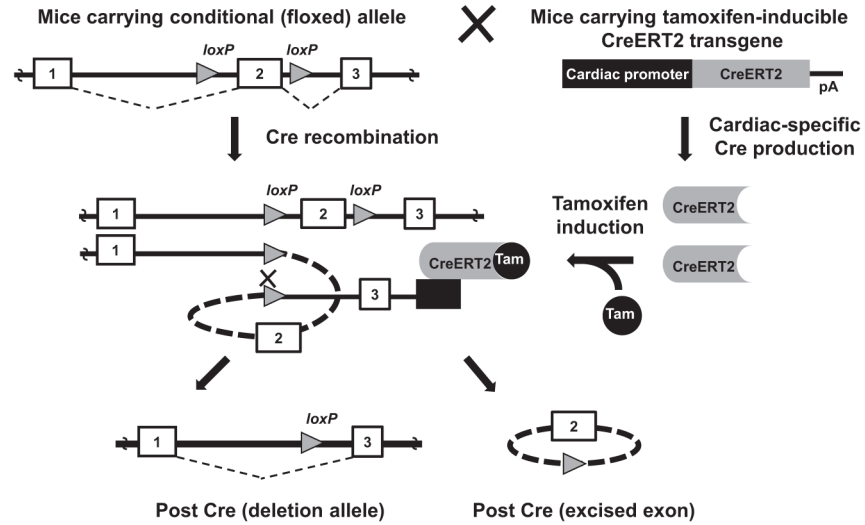 Mice carrying conditional (floxed) allele
Mice carrying tamoxifen-inducible
CreERT2 transgene
loxP loxP
1 2 3
Cardiac promoter CreERT2
pA
Cre recombination
Cardiac-specific
Cre production
loxP loxP
1 2 3
Tamoxifen
induction
CreERT2
1
CreERT2 Tam
CreERT2
3
Tam
2
loxP
1 3
2
Post Cre (deletion allele)
Post Cre (excised exon)